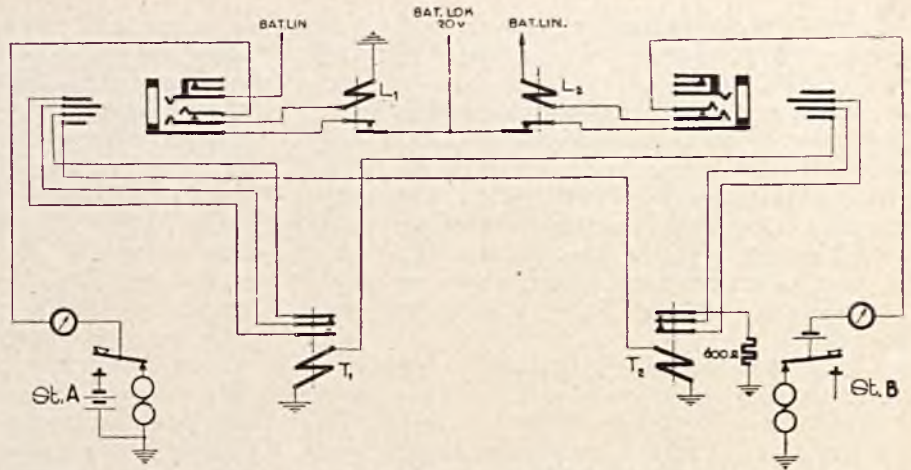 BAT.LIN
BAT. LOK
20 v
BAT. LIN.
L₁
L₂
T₁
T₂
600 Ω
St. A
St. B